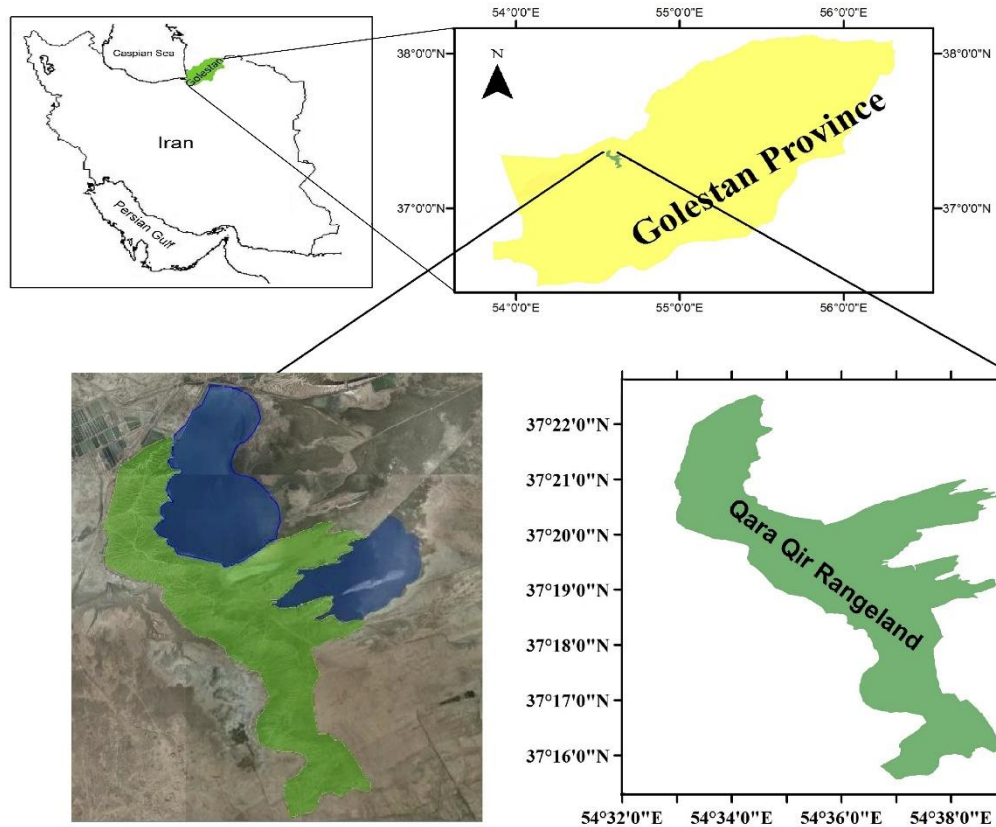 Caspian Sea
Golestan
Iran
Persian Gulf
54°0'0"E 55°0'0"E 56°0'0"E
38°0'0"N 38°0'0"N
N
Golestan Province
37°0'0"N 37°0'0"N
54°0'0"E 55°0'0"E 56°0'0"E
37°22'0"N
37°21'0"N
37°20'0"N
37°19'0"N
37°18'0"N
37°17'0"N
37°16'0"N
Qara Qir Rangeland
54°32'0"E 54°34'0"E 54°36'0"E 54°38'0"E